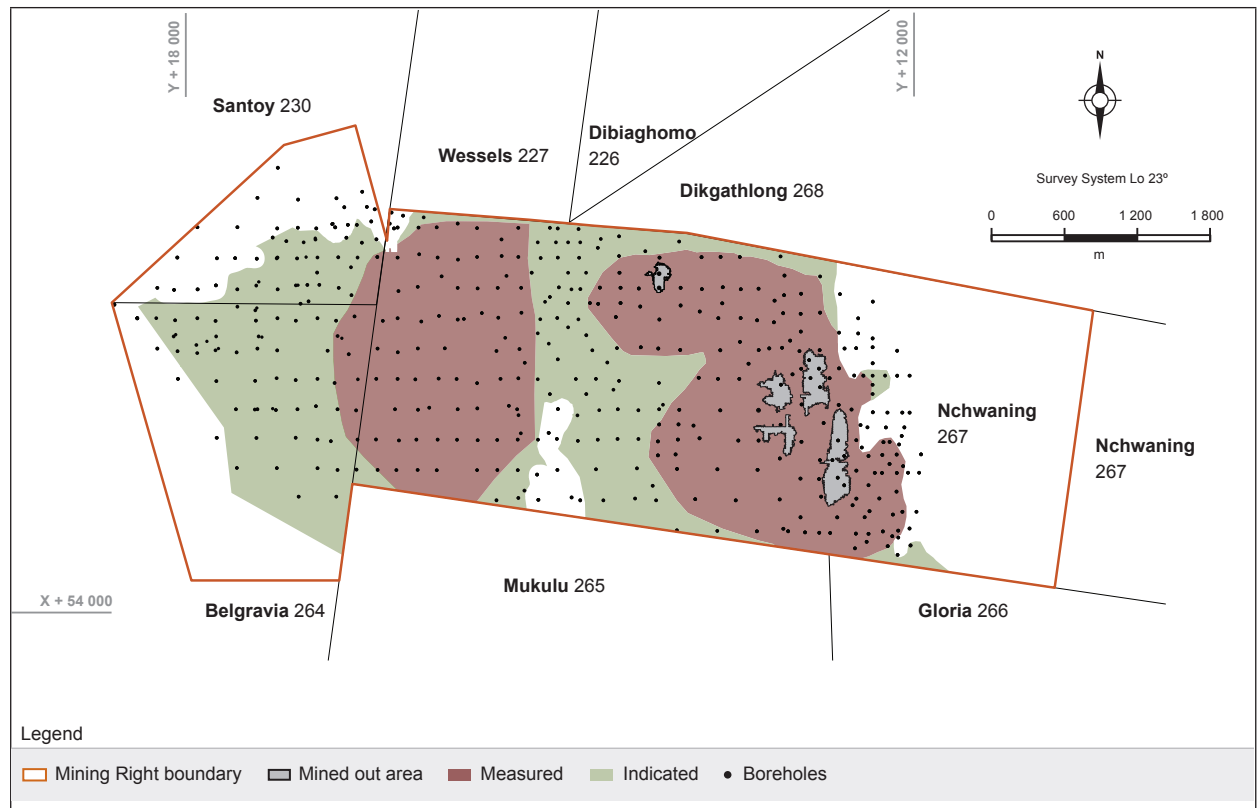 Y + 18 000
Y + 12 000
N
Santoy 230
Dibiaghomo
226
Wessels 227
Dikgathlong 268
Survey System Lo 23º
0 600 1 200 1 800
m
Nchwaning
267
Nchwaning
267
Mukulu 265
X + 54 000
Belgravia 264
Gloria 266
Legend
Mining Right boundary Mined out area Measured Indicated Boreholes